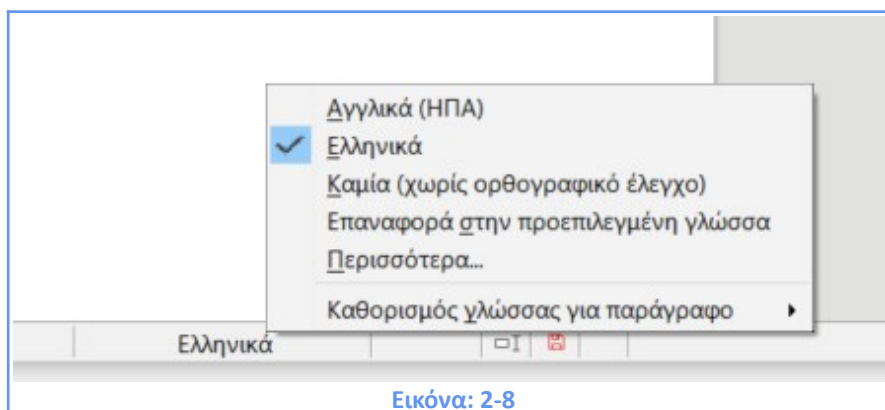 Αγγλικά (ΗΠΑ)
Ελληνικά
Καμία (χωρίς ορθογραφικό έλεγχο)
Επαναφορά στην προεπιλεγμένη γλώσσα
Περισσότερα...
Καθορισμός γλώσσας για παράγραφο
Ελληνικά
Εικόνα: 2-8